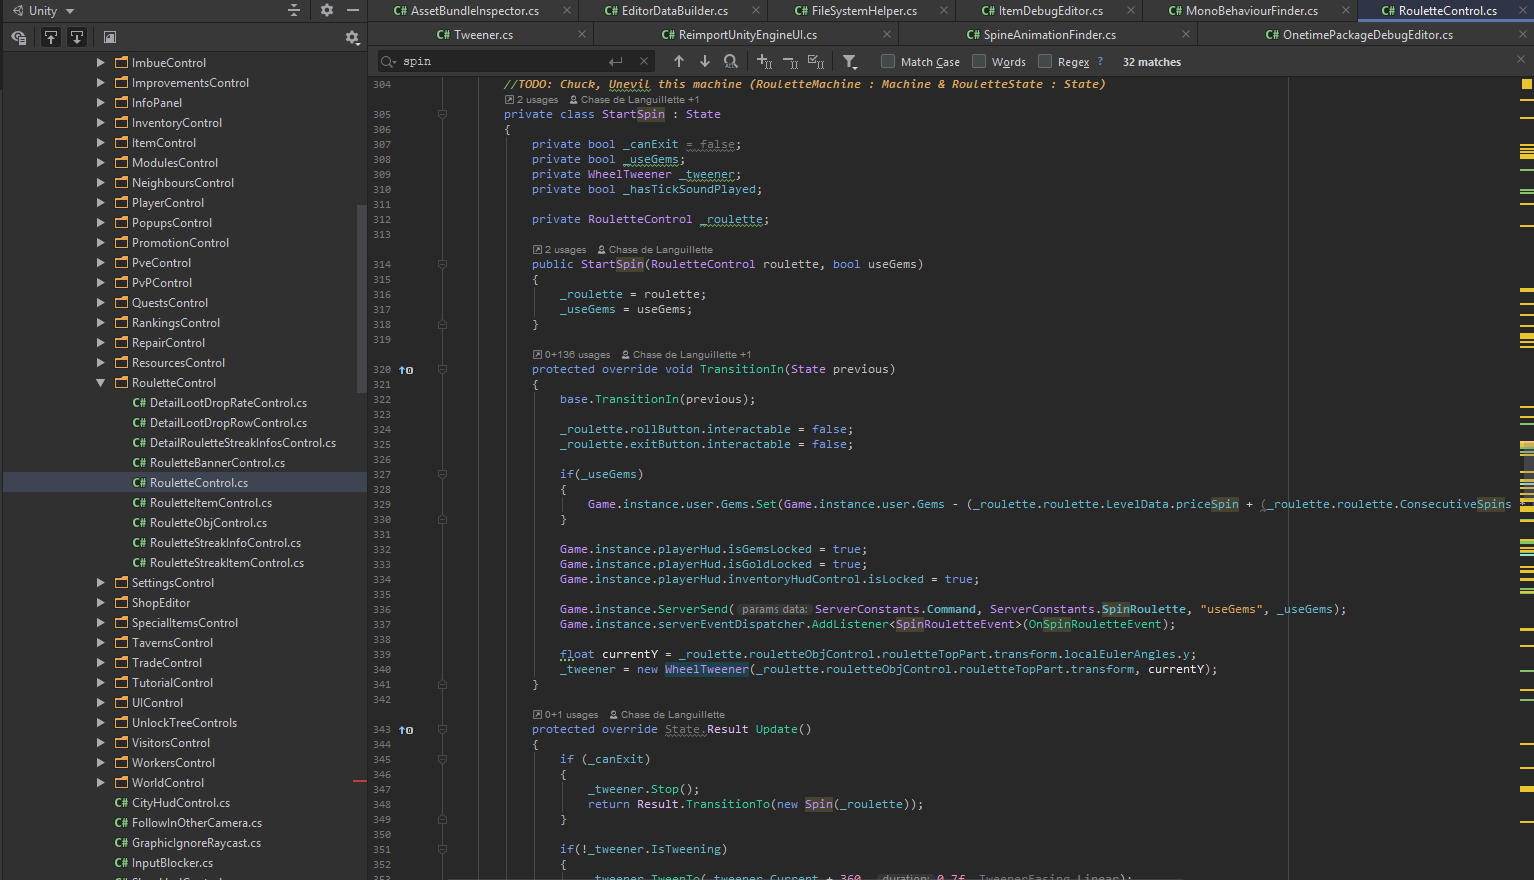 Unity
AssetBundleInspector.cs
EditorDataBuilder.cs
FileSystemHelper.cs
ItemDebugEditor.cs
MonoBehaviourFinder.cs
RouletteControl.cs
Tweener.cs
ReimportUnityEngineUI.cs
SpineAnimationFinder.cs
OnetimePackageDebugEditor.cs
spin
Match Case
Words
Regex ?
32 matches
ImbueControl
ImprovementsControl
InfoPanel
InventoryControl
ItemControl
ModulesControl
NeighboursControl
PlayerControl
PopupsControl
PromotionControl
PveControl
PvPControl
QuestsControl
RankingsControl
RepairControl
ResourcesControl
RouletteControl
C# DetailLootDropRateControl.cs
C# DetailLootDropRowControl.cs
C# DetailRouletteStreakInfosControl.cs
C# RouletteBannerControl.cs
C# RouletteControl.cs
C# RouletteItemControl.cs
C# RouletteObjControl.cs
C# RouletteStreakInfoControl.cs
C# RouletteStreakItemControl.cs
SettingsControl
ShopEditor
SpecialItemsControl
TavernsControl
TradeControl
TutorialControl
UIControl
UnlockTreeControls
VisitorsControl
WorkersControl
WorldControl
C# CityHudControl.cs
C# FollowInOtherCamera.cs
C# GraphicIgnoreRaycast.cs
C# InputBlocker.cs
304 //TODO: Chuck, Unevil this machine (RouletteMachine : Machine & RouletteState : State)
2 usages Chase de Languillette +1
305 private class StartSpin : State
306 {
307 private bool _canExit = false;
308 private bool _useGems;
309 private WheelTweener _tweener;
310 private bool _hasTickSoundPlayed;
311
312 private RouletteControl _roulette;
313
2 usages Chase de Languillette
314 public StartSpin(RouletteControl roulette, bool useGems)
315 {
316 _roulette = roulette;
317 _useGems = useGems;
318 }
319
0+136 usages Chase de Languillette +1
320 protected override void TransitionIn(State previous)
321 {
322 base.TransitionIn(previous);
323
324 _roulette.rollButton.interactable = false;
325 _roulette.exitButton.interactable = false;
326
327 if(_useGems)
328 {
329 Game.instance.user.Gems.Set(Game.instance.user.Gems - (_roulette.roulette.LevelData.priceSpin + (_roulette.roulette.ConsecutiveSpins
330 }
331
332 Game.instance.playerHud.isGemsLocked = true;
333 Game.instance.playerHud.isGoldLocked = true;
334 Game.instance.playerHud.inventoryHudControl.isLocked = true;
335
336 Game.instance.ServerSend( params data: ServerConstants.Command, ServerConstants.SpinRoulette, "useGems", _useGems);
337 Game.instance.serverEventDispatcher.AddListener<SpinRouletteEvent>(OnSpinRouletteEvent);
338
339 float currentY = _roulette.rouletteObjControl.rouletteTopPart.transform.localEulerAngles.y;
340 _tweener = new WheelTweener(_roulette.rouletteObjControl.rouletteTopPart.transform, currentY);
341 }
342
0+1 usages Chase de Languillette
343 protected override State.Result Update()
344 {
345 if (_canExit)
346 {
347 _tweener.Stop();
348 return Result.TransitionTo(new Spin(_roulette));
349 }
350
351 if(!_tweener.IsTweening)
352 {
353 _tweener.TweenTo(_tweener.Current + 360, duration: 0.7f, TweenerEasing.Linear);